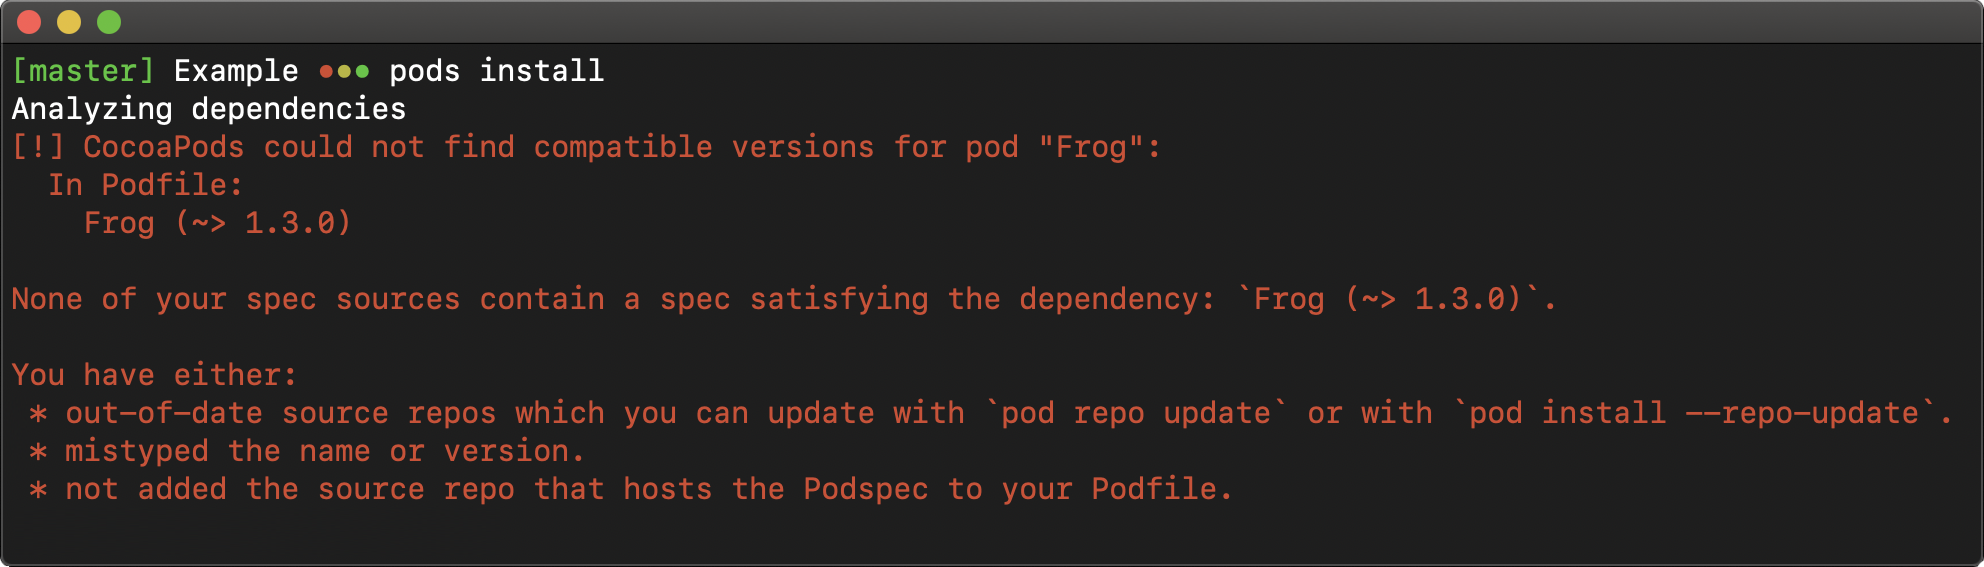 [master] Example ●●● pods install
Analyzing dependencies
[!] CocoaPods could not find compatible versions for pod "Frog":
  In Podfile:
    Frog (~> 1.3.0)

None of your spec sources contain a spec satisfying the dependency: `Frog (~> 1.3.0)`.

You have either:
 * out-of-date source repos which you can update with `pod repo update` or with `pod install --repo-update`.
 * mistyped the name or version.
 * not added the source repo that hosts the Podspec to your Podfile.